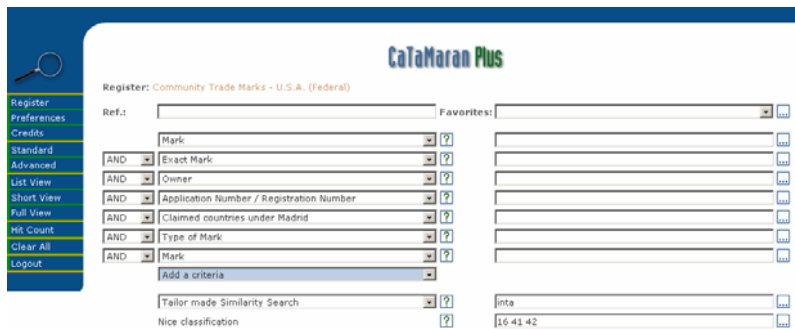 CaTaMaran Plus
Register: Community Trade Marks - U.S.A. (Federal)
Register
Preferences
Credits
Standard
Advanced
List View
Short View
Full View
Hit Count
Clear All
Logout
Ref.: Favorites: ...
Mark ? ...
AND Exact Mark ? ...
AND Owner ? ...
AND Application Number / Registration Number ? ...
AND Claimed countries under Madrid ? ...
AND Type of Mark ? ...
AND Mark ? ...
Add a criteria
Tailor made Similarity Search ? inta ...
Nice classification ? 16 41 42 ...